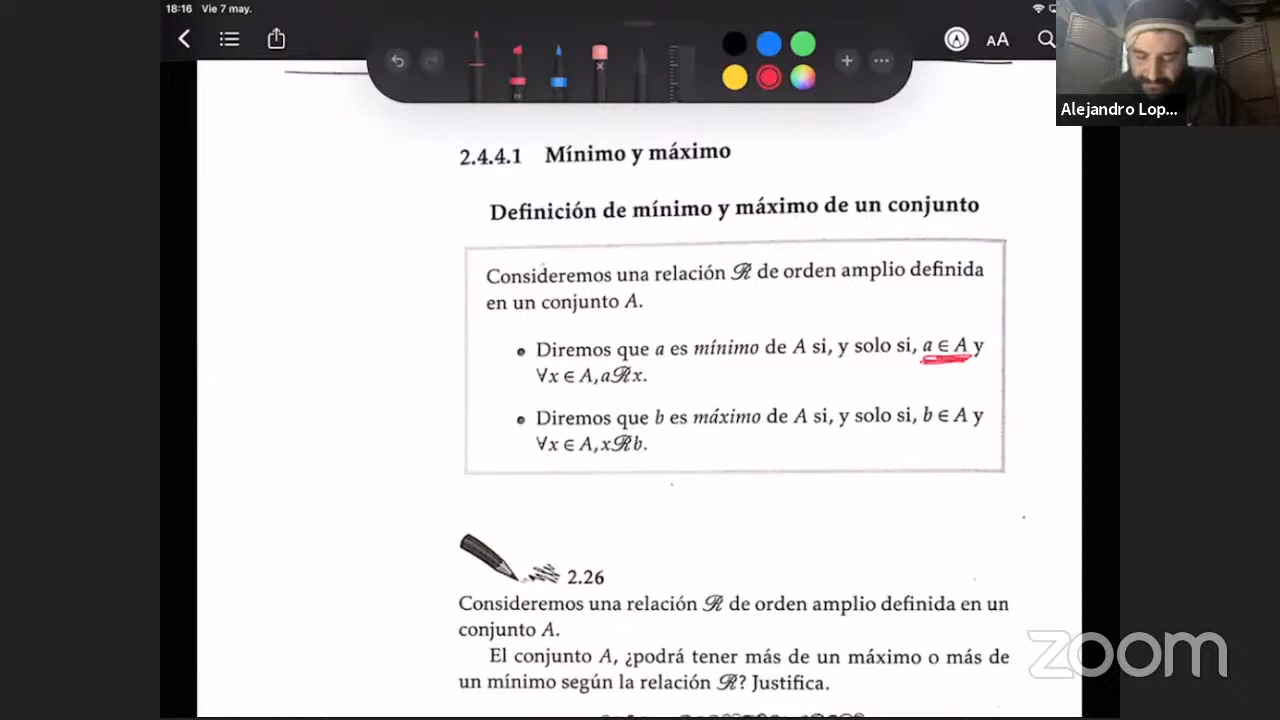 18:16 Vie 7 may.
AA
Alejandro Lop...
2.4.4.1 Mínimo y máximo
Definición de mínimo y máximo de un conjunto
Consideremos una relación ℛ de orden amplio definida
en un conjunto A.
• Diremos que a es mínimo de A si, y solo si, a ∈ A y
∀x ∈ A, aℛx.
• Diremos que b es máximo de A si, y solo si, b ∈ A y
∀x ∈ A, xℛb.
2.26
Consideremos una relación ℛ de orden amplio definida en un
conjunto A.
El conjunto A, ¿podrá tener más de un máximo o más de
un mínimo según la relación ℛ? Justifica.
zoom